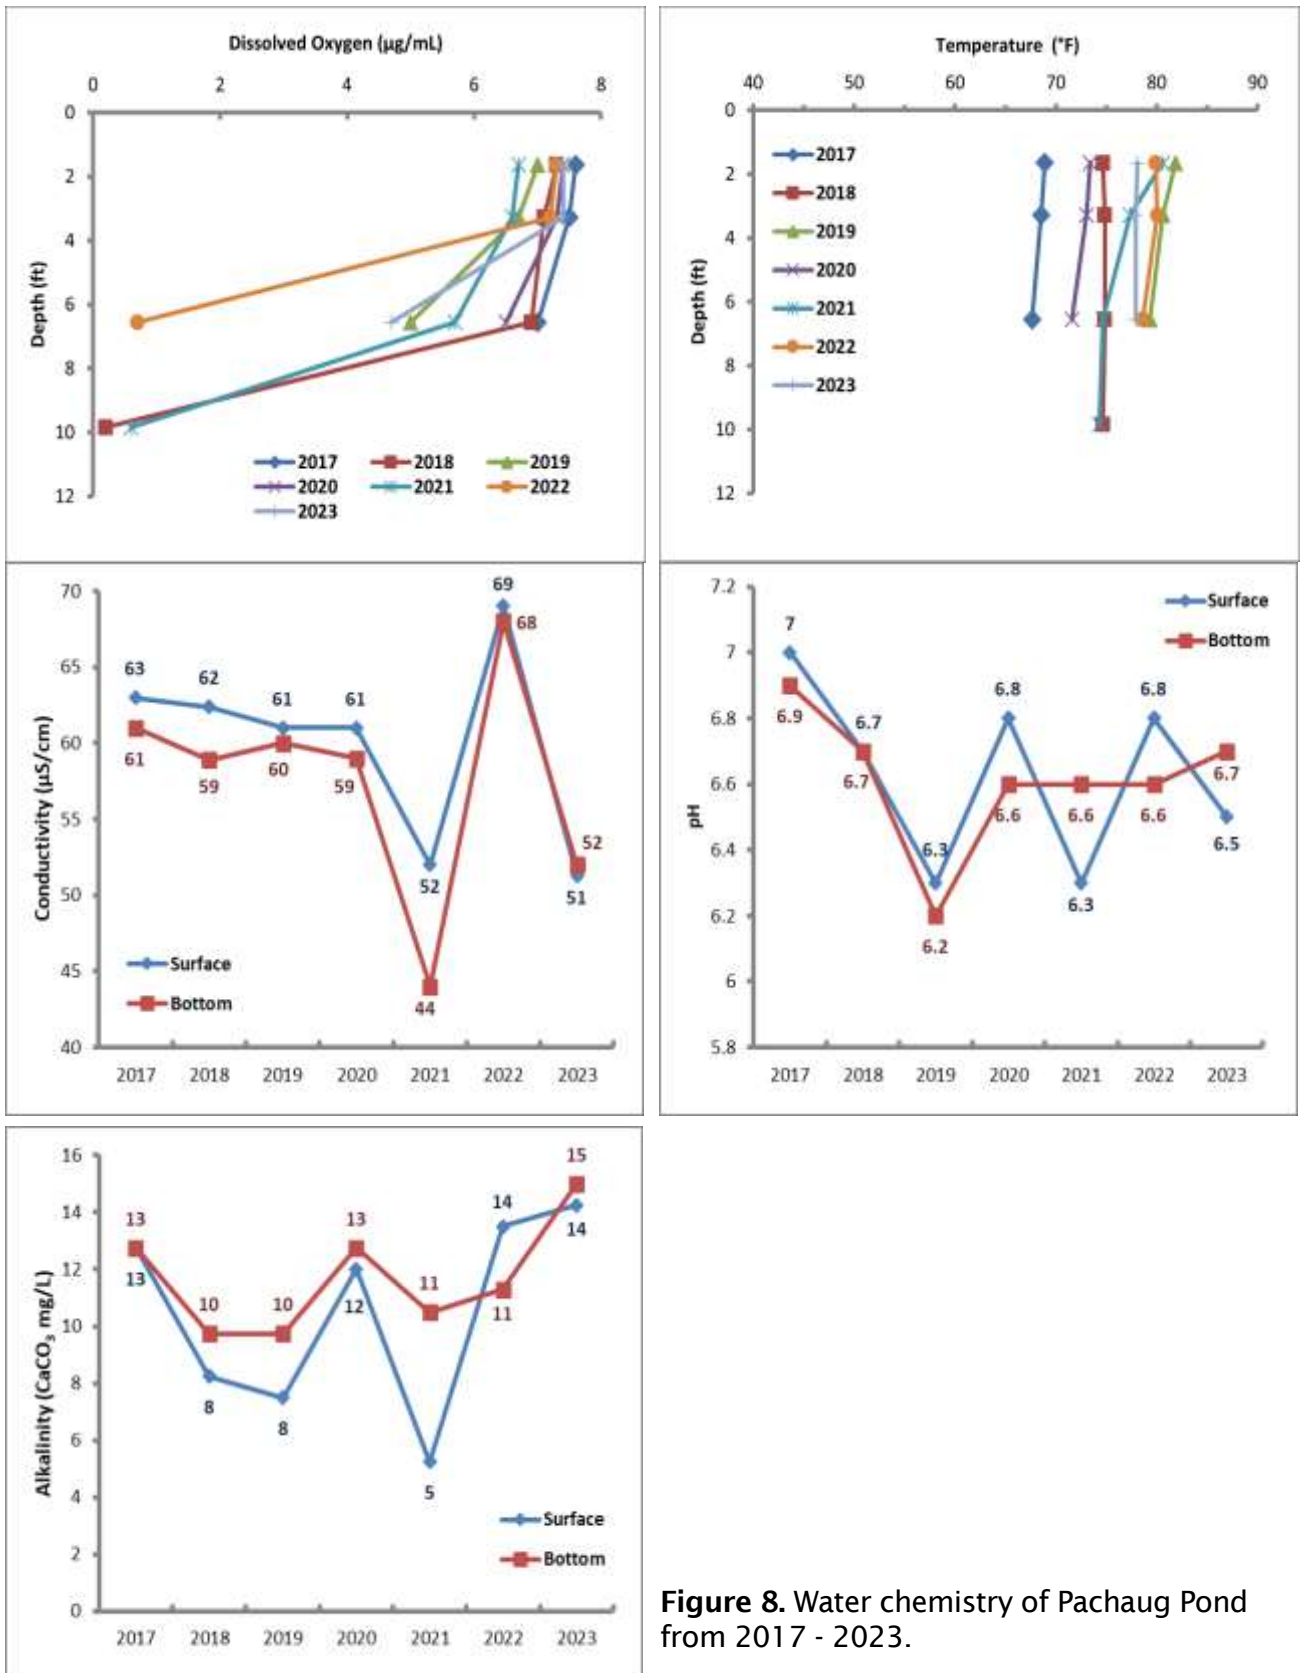 Dissolved Oxygen (µg/mL)
0 2 4 6 8
0
2
4
6
8
10
12
Depth (ft)
2017 2018 2019
2020 2021 2022
2023
Temperature (°F)
40 50 60 70 80 90
0
2
4
6
8
10
12
Depth (ft)
2017
2018
2019
2020
2021
2022
2023
70
65
60
55
50
45
40
Conductivity (µS/cm)
63 62 61 61 52 69 51
61 59 60 59 44 68 52
Surface
Bottom
2017 2018 2019 2020 2021 2022 2023
7.2
7
6.8
6.6
6.4
6.2
6
5.8
pH
Surface
Bottom
7 6.7 6.3 6.8 6.3 6.8 6.5
6.9 6.7 6.2 6.6 6.6 6.6 6.7
2017 2018 2019 2020 2021 2022 2023
16
14
12
10
8
6
4
2
0
Alkalinity (CaCO₃ mg/L)
13 10 10 13 11 11 15
13 8 8 12 5 14 14
Surface
Bottom
2017 2018 2019 2020 2021 2022 2023
Figure 8. Water chemistry of Pachaug Pond
from 2017 - 2023.